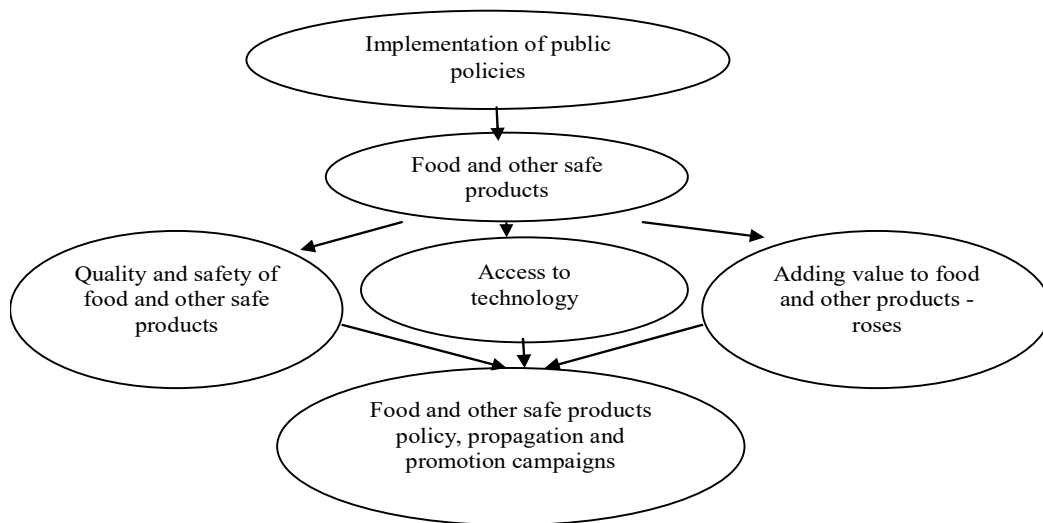 Implementation of public
policies
Food and other safe
products
Quality and safety of
food and other safe
products
Access to
technology
Adding value to food
and other products -
roses
Food and other safe products
policy, propagation and
promotion campaigns